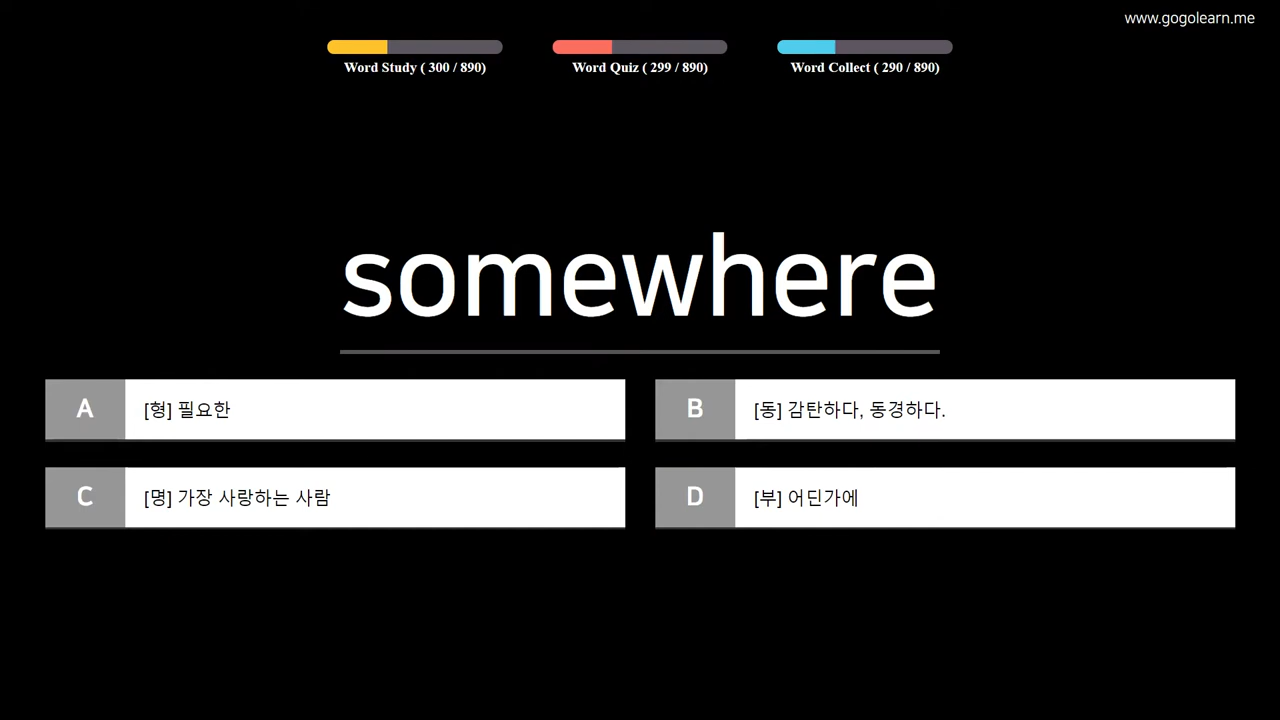 www.gogolearn.me
Word Study ( 300 / 890)
Word Quiz ( 299 / 890)
Word Collect ( 290 / 890)
somewhere
A [형] 필요한
B [동] 감탄하다, 동경하다.
C [명] 가장 사랑하는 사람
D [부] 어딘가에